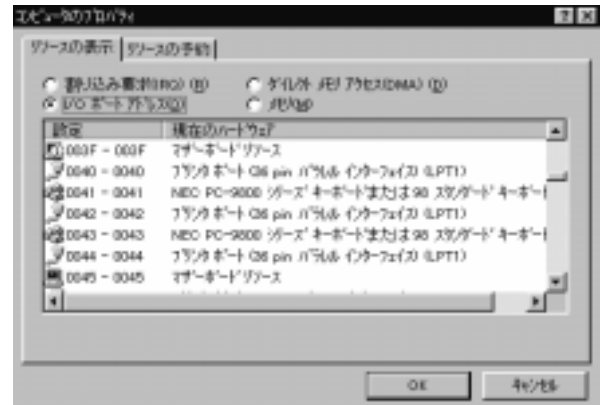 コンピュータのプロパティ
リソースの表示 リソースの予約
割り込み要求(IRQ) (R) ダイレクト メモリ アクセス(DMA) (D)
I/O ポート アドレス(O) メモリ(M)
設定 現在のハードウェア
003F - 003F マザーボード リソース
0040 - 0040 プリンタ ポート (36 pin パラレル インターフェイス) (LPT1)
0041 - 0041 NEC PC-9800 シリーズ キーボードまたは 98 スタンダード キーボード
0042 - 0042 プリンタ ポート (36 pin パラレル インターフェイス) (LPT1)
0043 - 0043 NEC PC-9800 シリーズ キーボードまたは 98 スタンダード キーボード
0044 - 0044 プリンタ ポート (36 pin パラレル インターフェイス) (LPT1)
0045 - 0045 マザーボード リソース
OK キャンセル